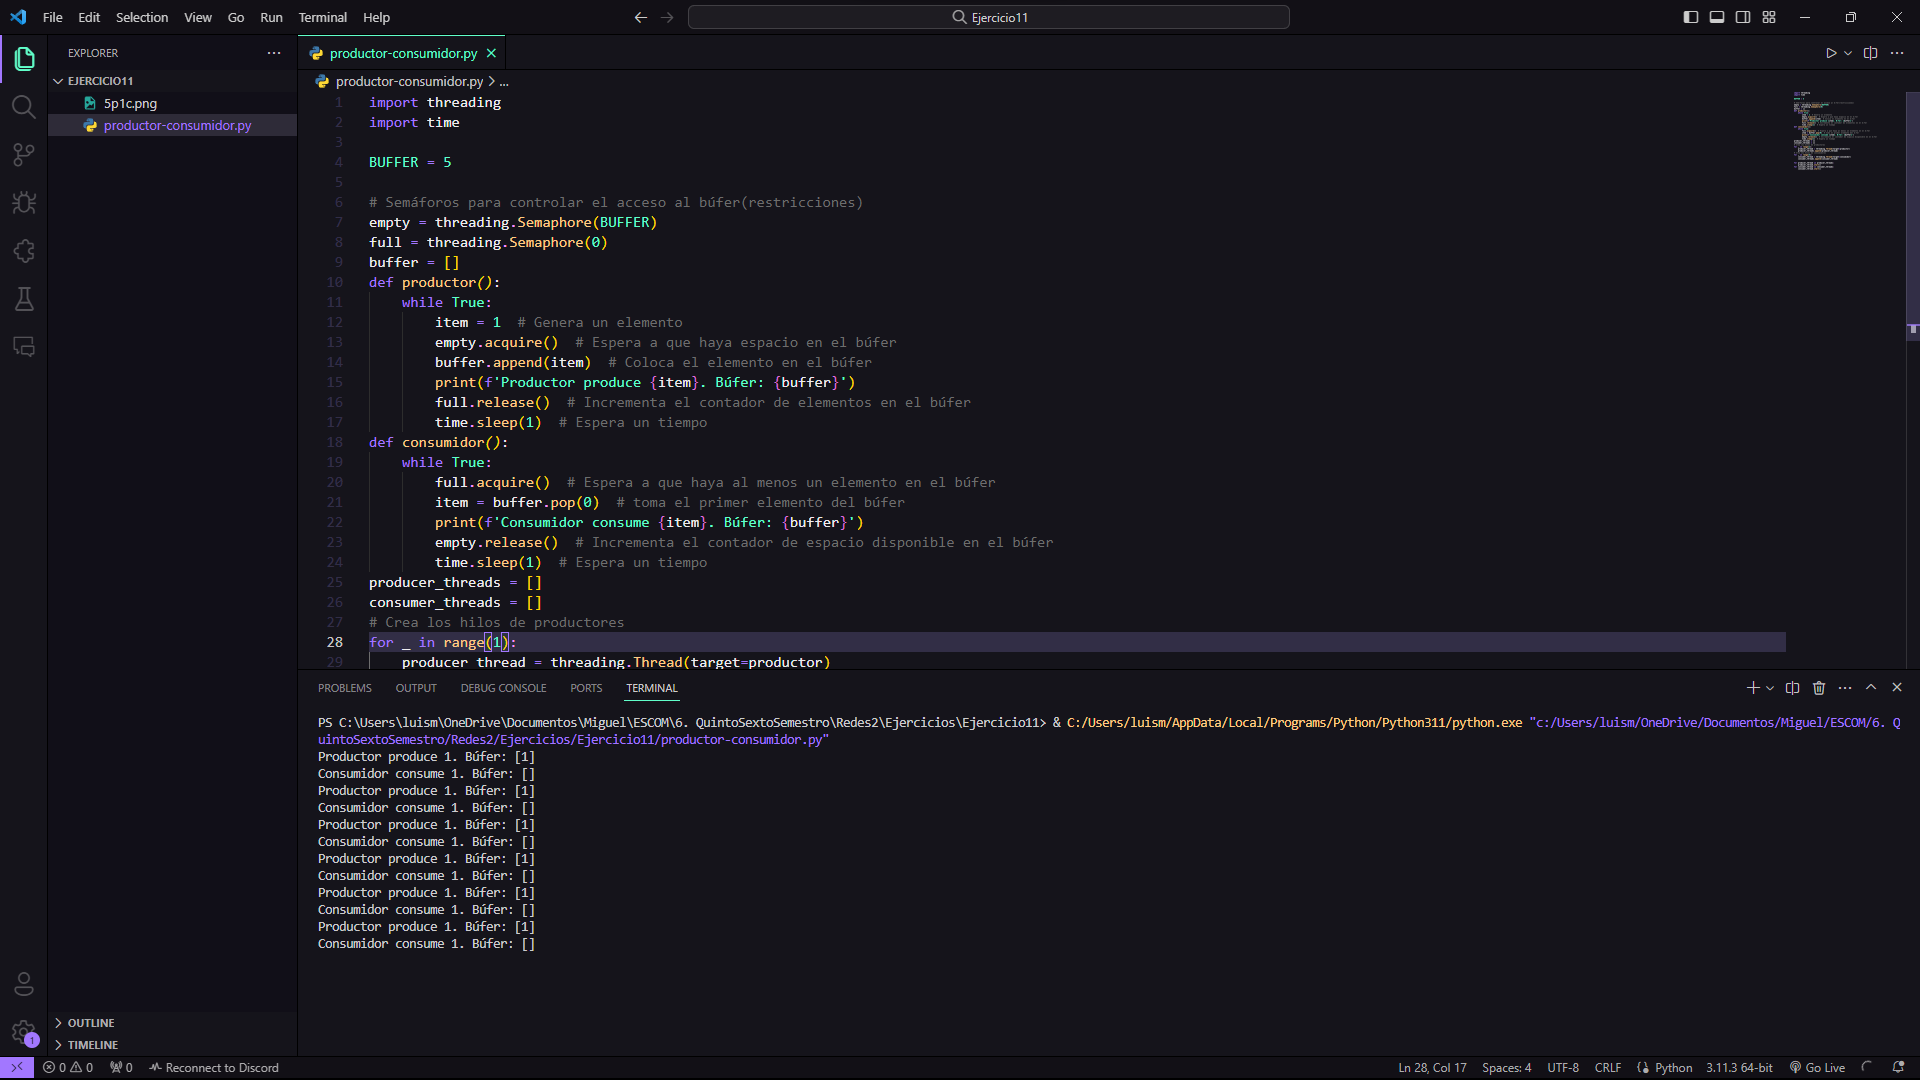 File Edit Selection View Go Run Terminal Help
Ejercicio11
EXPLORER
EJERCICIO11
5p1c.png
productor-consumidor.py
OUTLINE
TIMELINE
productor-consumidor.py
productor-consumidor.py > ...
1 import threading
2 import time
3
4 BUFFER = 5
5
6 # Semáforos para controlar el acceso al búfer(restricciones)
7 empty = threading.Semaphore(BUFFER)
8 full = threading.Semaphore(0)
9 buffer = []
10 def productor():
11 while True:
12 item = 1 # Genera un elemento
13 empty.acquire() # Espera a que haya espacio en el búfer
14 buffer.append(item) # Coloca el elemento en el búfer
15 print(f'Productor produce {item}. Búfer: {buffer}')
16 full.release() # Incrementa el contador de elementos en el búfer
17 time.sleep(1) # Espera un tiempo
18 def consumidor():
19 while True:
20 full.acquire() # Espera a que haya al menos un elemento en el búfer
21 item = buffer.pop(0) # toma el primer elemento del búfer
22 print(f'Consumidor consume {item}. Búfer: {buffer}')
23 empty.release() # Incrementa el contador de espacio disponible en el búfer
24 time.sleep(1) # Espera un tiempo
25 producer_threads = []
26 consumer_threads = []
27 # Crea los hilos de productores
28 for _ in range(1):
29 producer_thread = threading.Thread(target=productor)
PROBLEMS OUTPUT DEBUG CONSOLE PORTS TERMINAL
PS C:\Users\luism\OneDrive\Documentos\Miguel\ESCOM\6. QuintoSextoSemestro\Redes2\Ejercicios\Ejercicio11> & C:/Users/luism/AppData/Local/Programs/Python/Python311/python.exe "c:/Users/luism/OneDrive/Documentos/Miguel/ESCOM/6. Q
uintoSextoSemestro/Redes2/Ejercicios/Ejercicio11/productor-consumidor.py"
Productor produce 1. Búfer: [1]
Consumidor consume 1. Búfer: []
Productor produce 1. Búfer: [1]
Consumidor consume 1. Búfer: []
Productor produce 1. Búfer: [1]
Consumidor consume 1. Búfer: []
Productor produce 1. Búfer: [1]
Consumidor consume 1. Búfer: []
Productor produce 1. Búfer: [1]
Consumidor consume 1. Búfer: []
Productor produce 1. Búfer: [1]
Consumidor consume 1. Búfer: []
1
0 0 0 Reconnect to Discord Ln 28, Col 17 Spaces: 4 UTF-8 CRLF Python 3.11.3 64-bit Go Live